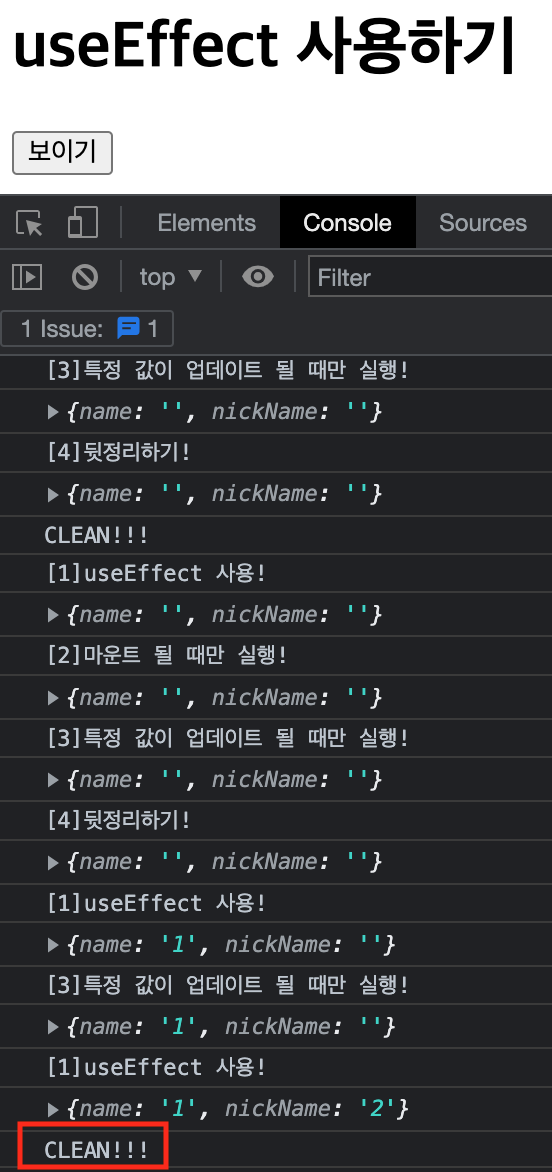 useEffect 사용하기
보이기
Elements Console Sources
top ▼ Filter
1 Issue: 1
[3]특정 값이 업데이트 될 때만 실행!
▶ {name: '', nickName: ''}
[4]뒷정리하기!
▶ {name: '', nickName: ''}
CLEAN!!!
[1]useEffect 사용!
▶ {name: '', nickName: ''}
[2]마운트 될 때만 실행!
▶ {name: '', nickName: ''}
[3]특정 값이 업데이트 될 때만 실행!
▶ {name: '', nickName: ''}
[4]뒷정리하기!
▶ {name: '', nickName: ''}
[1]useEffect 사용!
▶ {name: '1', nickName: ''}
[3]특정 값이 업데이트 될 때만 실행!
▶ {name: '1', nickName: ''}
[1]useEffect 사용!
▶ {name: '1', nickName: '2'}
CLEAN!!!